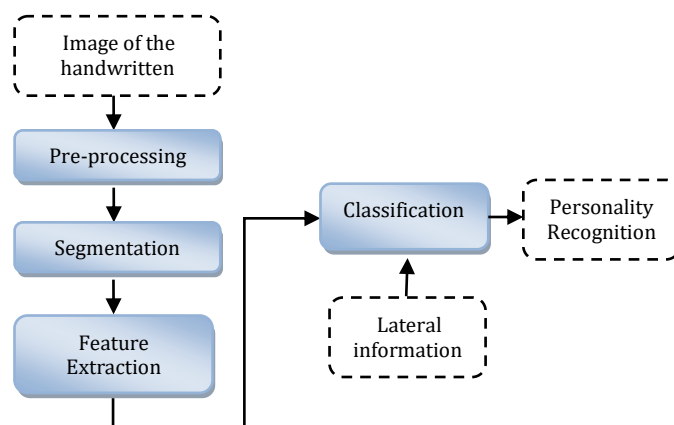 Image of the
handwritten
Pre-processing
Segmentation
Feature
Extraction
Classification
Lateral
information
Personality
Recognition